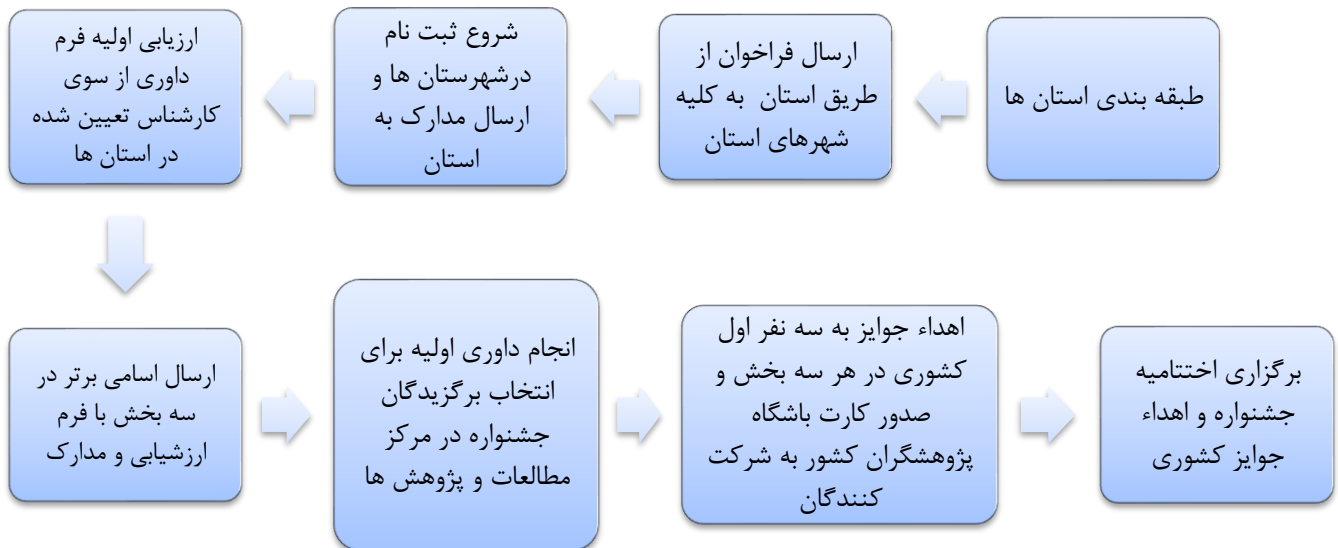 طبقه بندی استان ها
ارسال فراخوان از
طریق استان به کلیه
شهرهای استان
شروع ثبت نام
درشهرستان ها و
ارسال مدارک به
استان
ارزیابی اولیه فرم
داوری از سوی
کارشناس تعیین شده
در استان ها
ارسال اسامی برتر در
سه بخش با فرم
ارزشیابی و مدارک
انجام داوری اولیه برای
انتخاب برگزیدگان
جشنواره در مرکز
مطالعات و پژوهش ها
اهداء جوایز به سه نفر اول
کشوری در هر سه بخش و
صدور کارت باشگاه
پژوهشگران کشور به شرکت
کنندگان
برگزاری اختتامیه
جشنواره و اهداء
جوایز کشوری